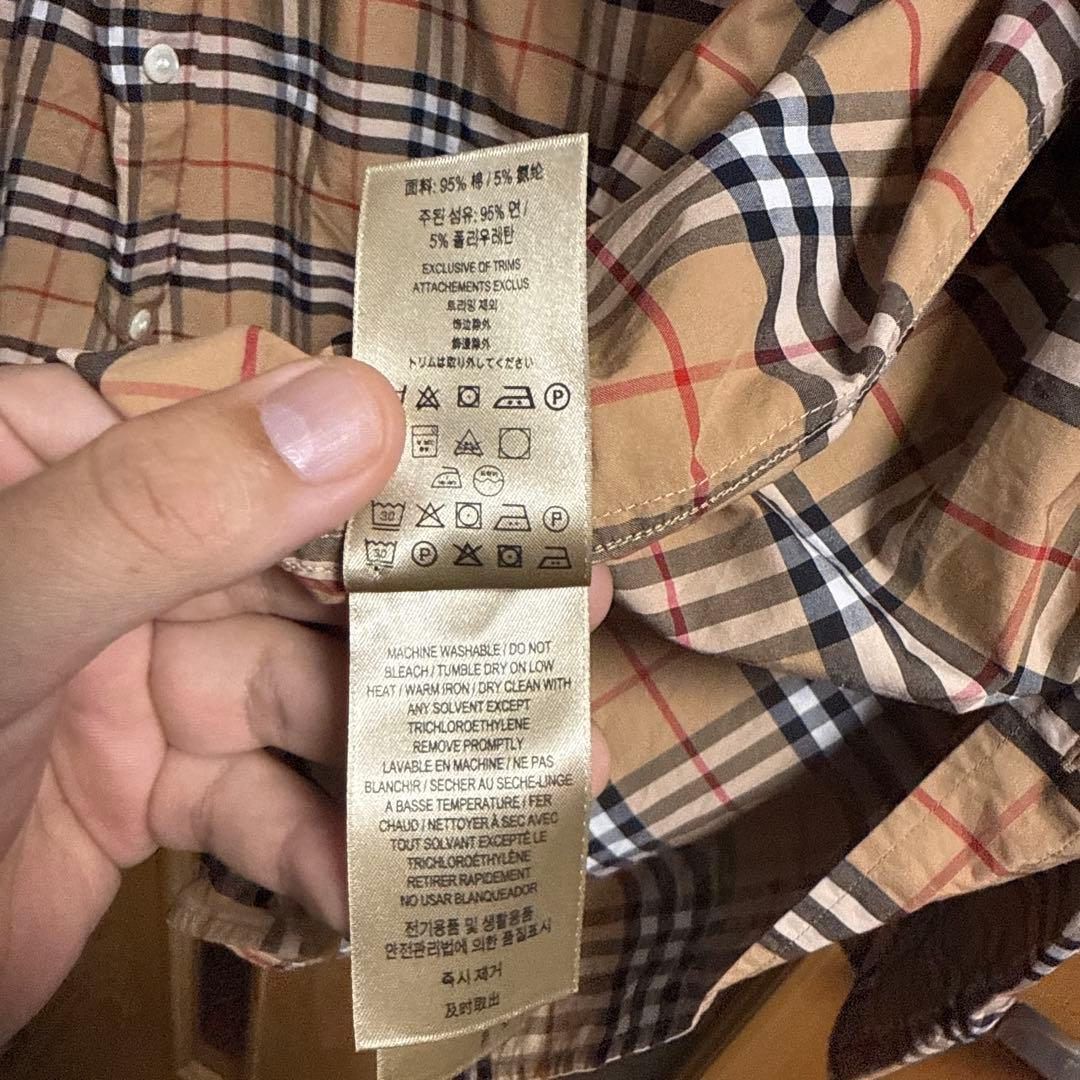 面料: 95% 棉 / 5% 氨纶
주된 섬유: 95% 면 /
5% 폴리우레탄
EXCLUSIVE OF TRIMS
ATTACHEMENTS EXCLUS
트리밍 제외
饰边除外
飾邊除外
トリムは取り外してください
P
30
P
30
P
MACHINE WASHABLE / DO NOT
BLEACH / TUMBLE DRY ON LOW
HEAT / WARM IRON / DRY CLEAN WITH
ANY SOLVENT EXCEPT
TRICHLOROETHYLENE
REMOVE PROMPTLY
LAVABLE EN MACHINE / NE PAS
BLANCHIR / SECHER AU SECHE-LINGE
A BASSE TEMPERATURE / FER
CHAUD / NETTOYER À SEC AVEC
TOUT SOLVANT EXCEPTÉ LE
TRICHLOROÉTHYLÈNE
RETIRER RAPIDEMENT
NO USAR BLANQUEADOR
전기용품 및 생활용품
안전관리법에 의한 품질표시
즉시 제거
及时取出